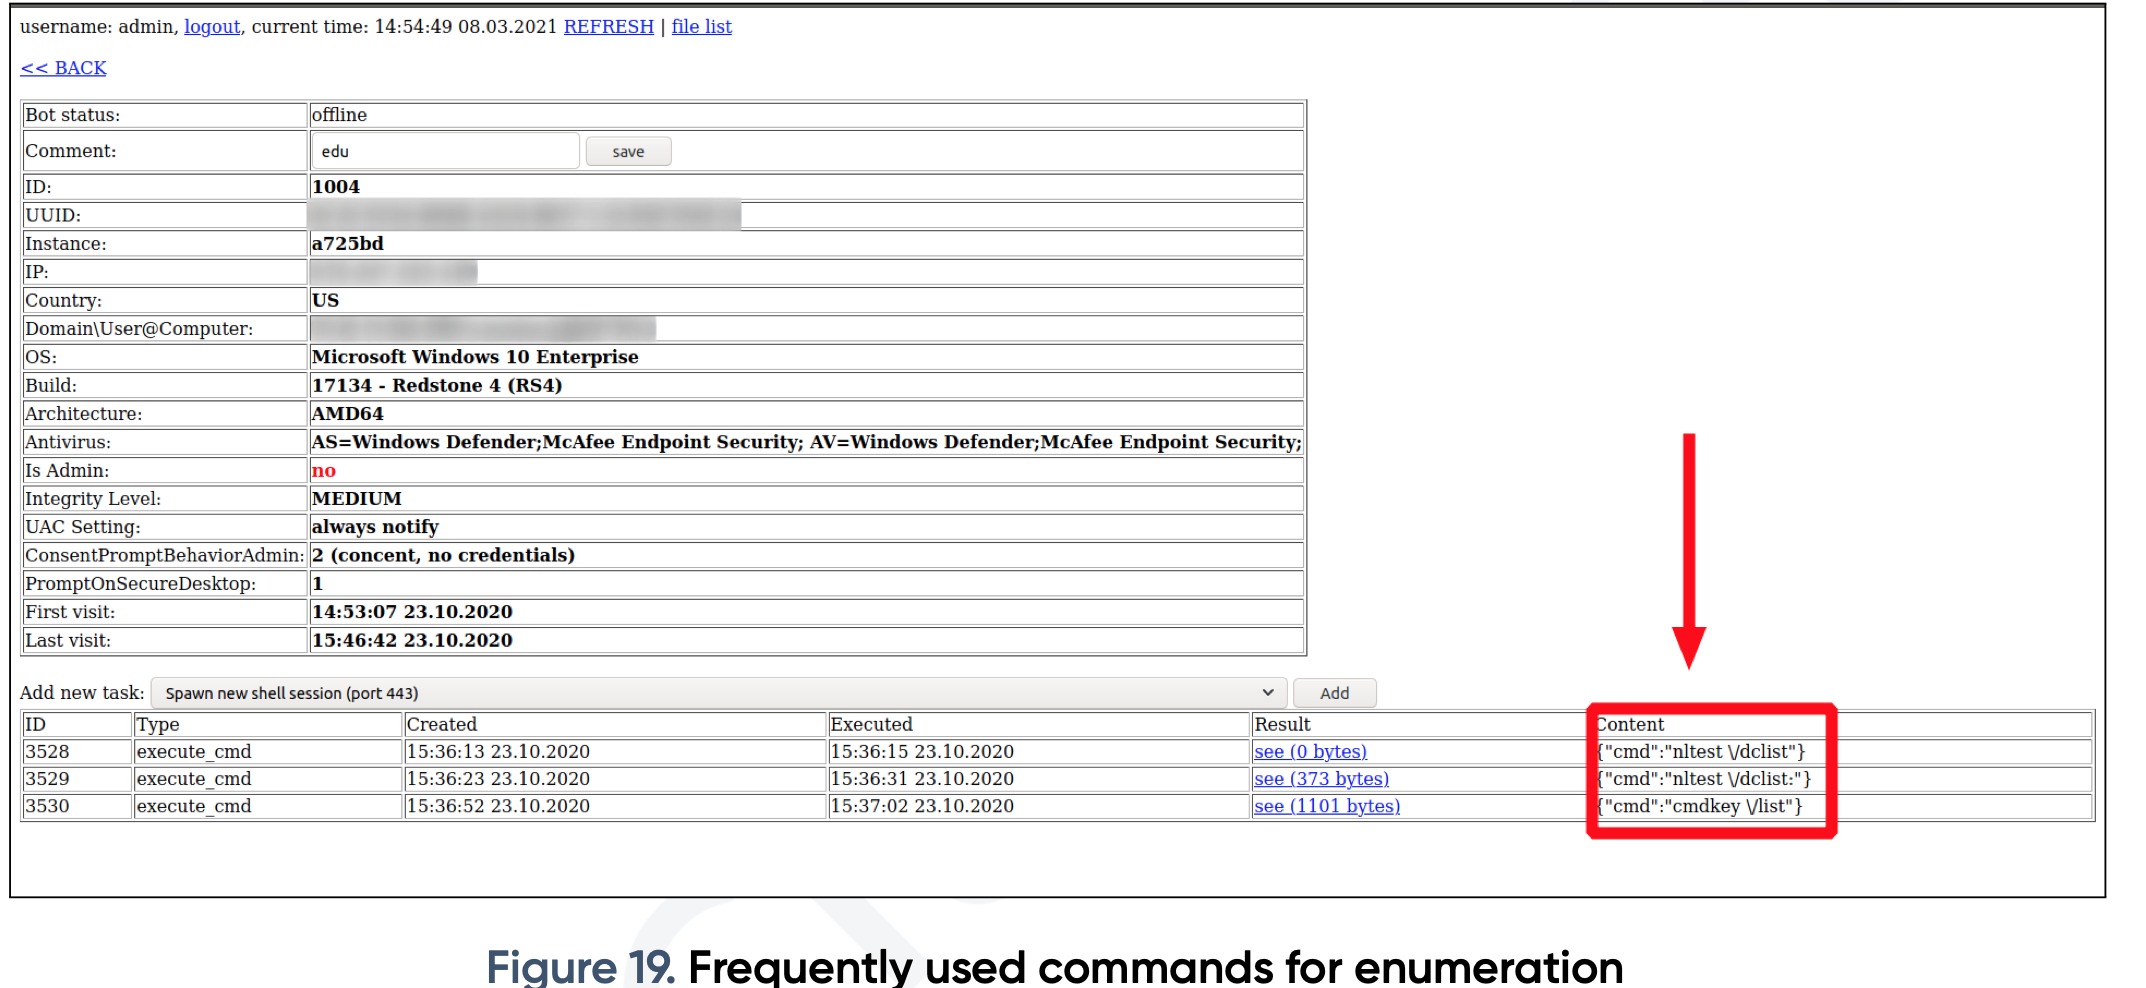 username: admin, logout, current time: 14:54:49 08.03.2021 REFRESH | file list
<< BACK
Bot status: offline
Comment: edu save
ID: 1004
UUID:
Instance: a725bd
IP:
Country: US
Domain\User@Computer:
OS: Microsoft Windows 10 Enterprise
Build: 17134 - Redstone 4 (RS4)
Architecture: AMD64
Antivirus: AS=Windows Defender;McAfee Endpoint Security; AV=Windows Defender;McAfee Endpoint Security;
Is Admin: no
Integrity Level: MEDIUM
UAC Setting: always notify
ConsentPromptBehaviorAdmin: 2 (concent, no credentials)
PromptOnSecureDesktop: 1
First visit: 14:53:07 23.10.2020
Last visit: 15:46:42 23.10.2020
Add new task: Spawn new shell session (port 443) Add
ID Type Created Executed Result Content
3528 execute_cmd 15:36:13 23.10.2020 15:36:15 23.10.2020 see (0 bytes) {"cmd":"nltest \/dclist"}
3529 execute_cmd 15:36:23 23.10.2020 15:36:31 23.10.2020 see (373 bytes) {"cmd":"nltest \/dclist:"}
3530 execute_cmd 15:36:52 23.10.2020 15:37:02 23.10.2020 see (1101 bytes) {"cmd":"cmdkey \/list"}
Figure 19. Frequently used commands for enumeration